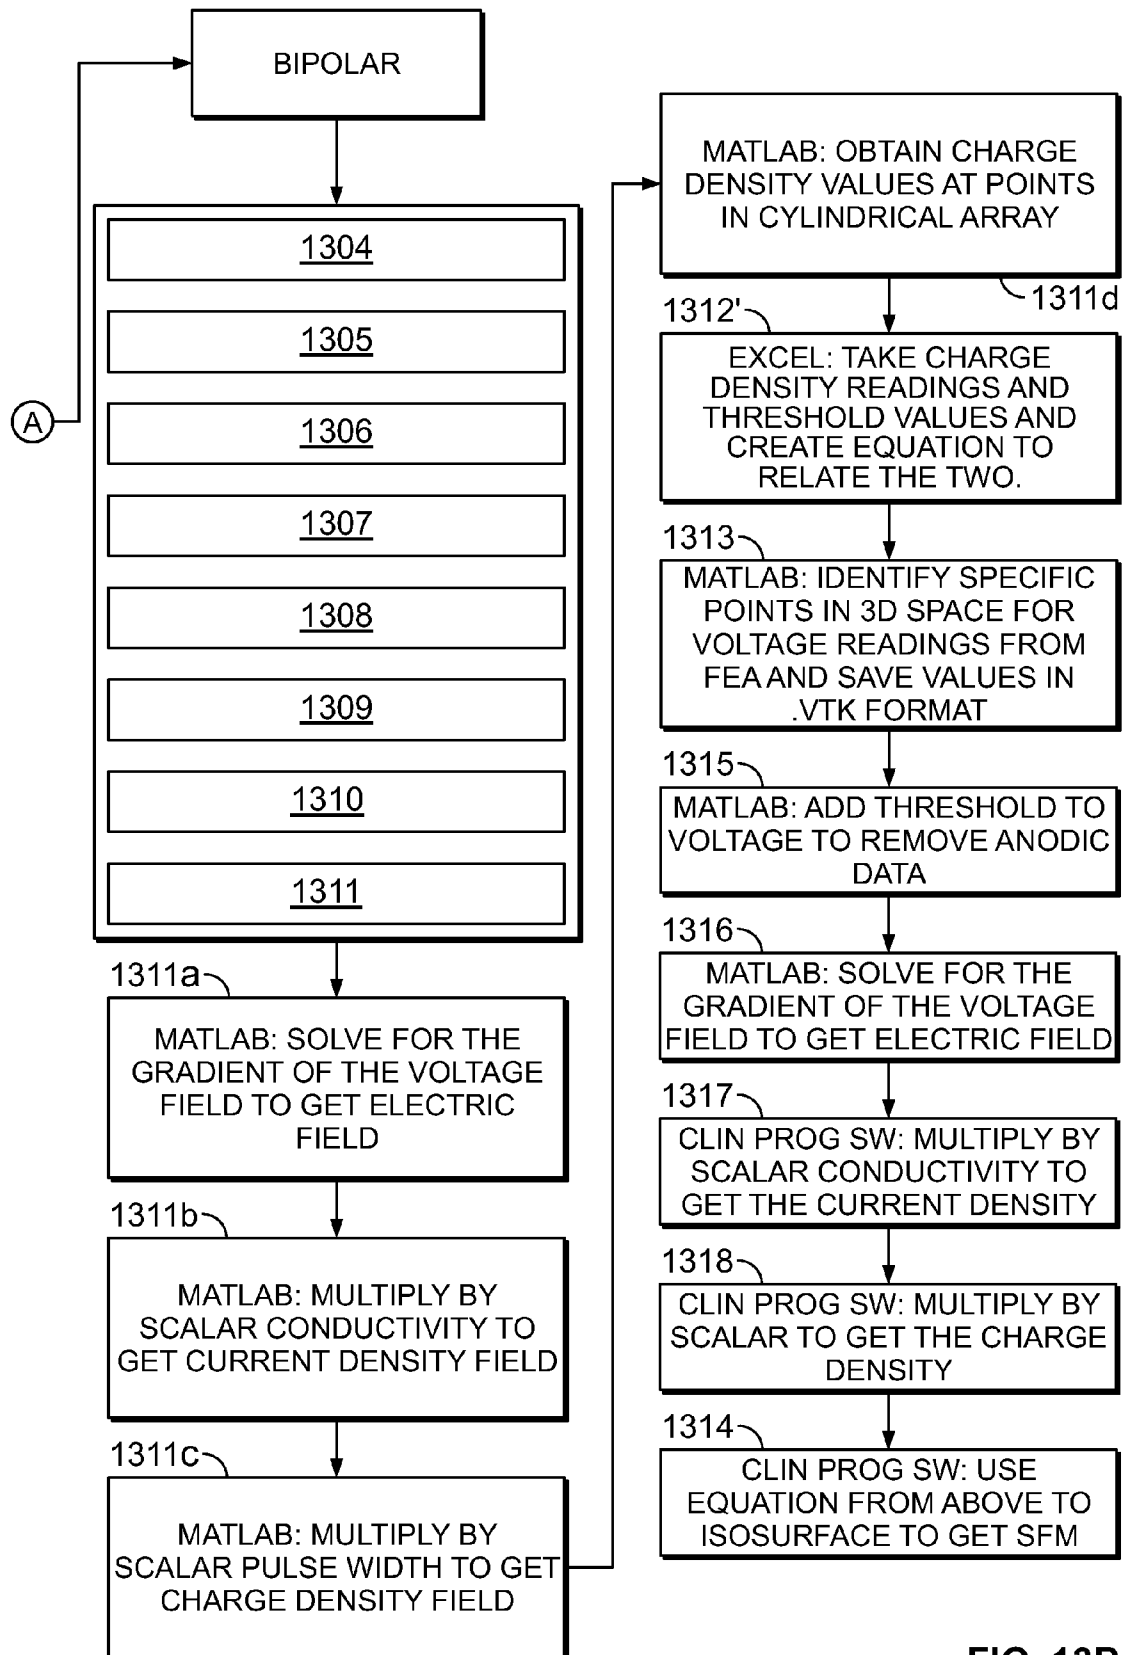 BIPOLAR
A
1304
1305
1306
1307
1308
1309
1310
1311
1311a
MATLAB: SOLVE FOR THE
GRADIENT OF THE VOLTAGE
FIELD TO GET ELECTRIC
FIELD
1311b
MATLAB: MULTIPLY BY
SCALAR CONDUCTIVITY TO
GET CURRENT DENSITY FIELD
1311c
MATLAB: MULTIPLY BY
SCALAR PULSE WIDTH TO GET
CHARGE DENSITY FIELD
MATLAB: OBTAIN CHARGE
DENSITY VALUES AT POINTS
IN CYLINDRICAL ARRAY
1311d
1312'
EXCEL: TAKE CHARGE
DENSITY READINGS AND
THRESHOLD VALUES AND
CREATE EQUATION TO
RELATE THE TWO.
1313
MATLAB: IDENTIFY SPECIFIC
POINTS IN 3D SPACE FOR
VOLTAGE READINGS FROM
FEA AND SAVE VALUES IN
.VTK FORMAT
1315
MATLAB: ADD THRESHOLD TO
VOLTAGE TO REMOVE ANODIC
DATA
1316
MATLAB: SOLVE FOR THE
GRADIENT OF THE VOLTAGE
FIELD TO GET ELECTRIC FIELD
1317
CLIN PROG SW: MULTIPLY BY
SCALAR CONDUCTIVITY TO
GET THE CURRENT DENSITY
1318
CLIN PROG SW: MULTIPLY BY
SCALAR TO GET THE CHARGE
DENSITY
1314
CLIN PROG SW: USE
EQUATION FROM ABOVE TO
ISOSURFACE TO GET SFM